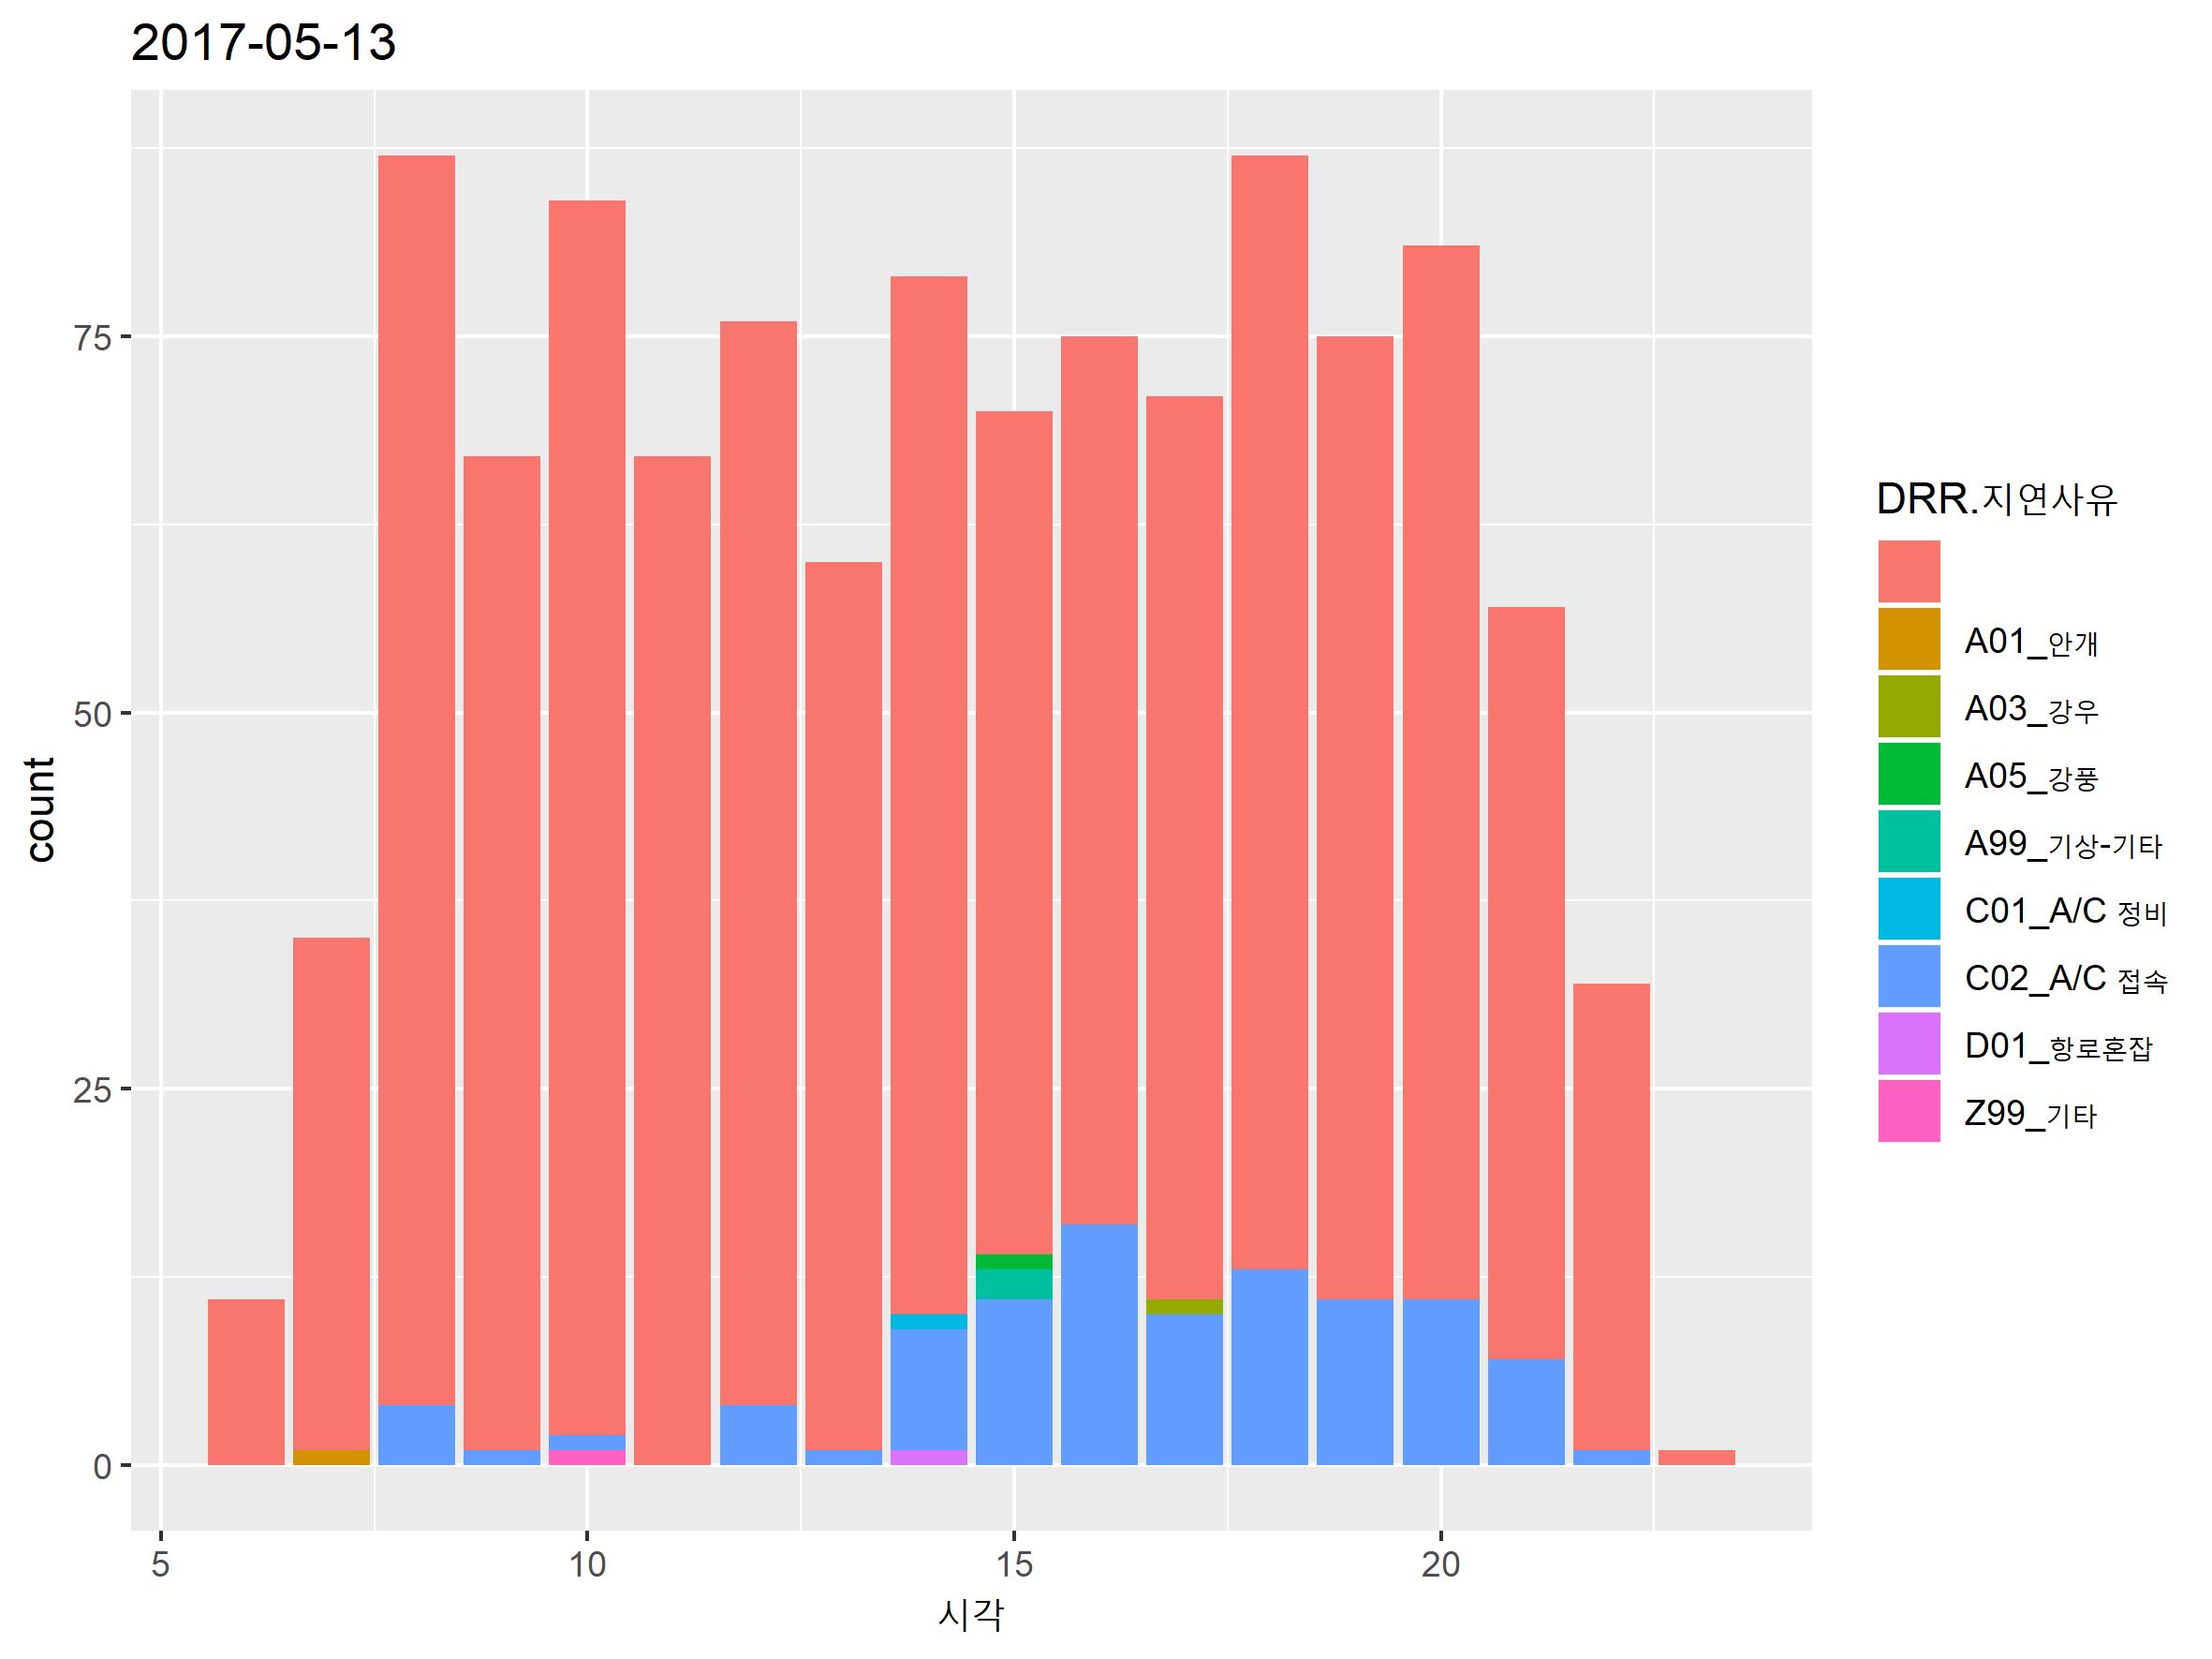 2017-05-13
count
75
50
25
0
5 10 15 20
시각
DRR.지연사유
A01_안개
A03_강우
A05_강풍
A99_기상-기타
C01_A/C 정비
C02_A/C 접속
D01_항로혼잡
Z99_기타